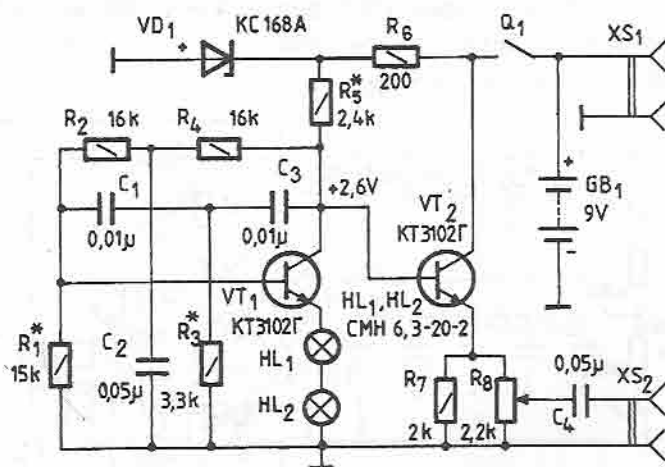 VD1 + КС168А
R6
200
Q1
XS1
R5*
2,4k
R2 16k
R4 16k
C1
0,01μ
C3
0,01μ
+2,6V
VT2
КТ3102Г
+
GB1
9V
-
VT1
КТ3102Г
HL1, HL2
СМН 6,3-20-2
R1*
15k
C2
0,05μ
R3*
3,3k
HL1
HL2
R7
2k
R8
2,2k
0,05μ
C4
XS2